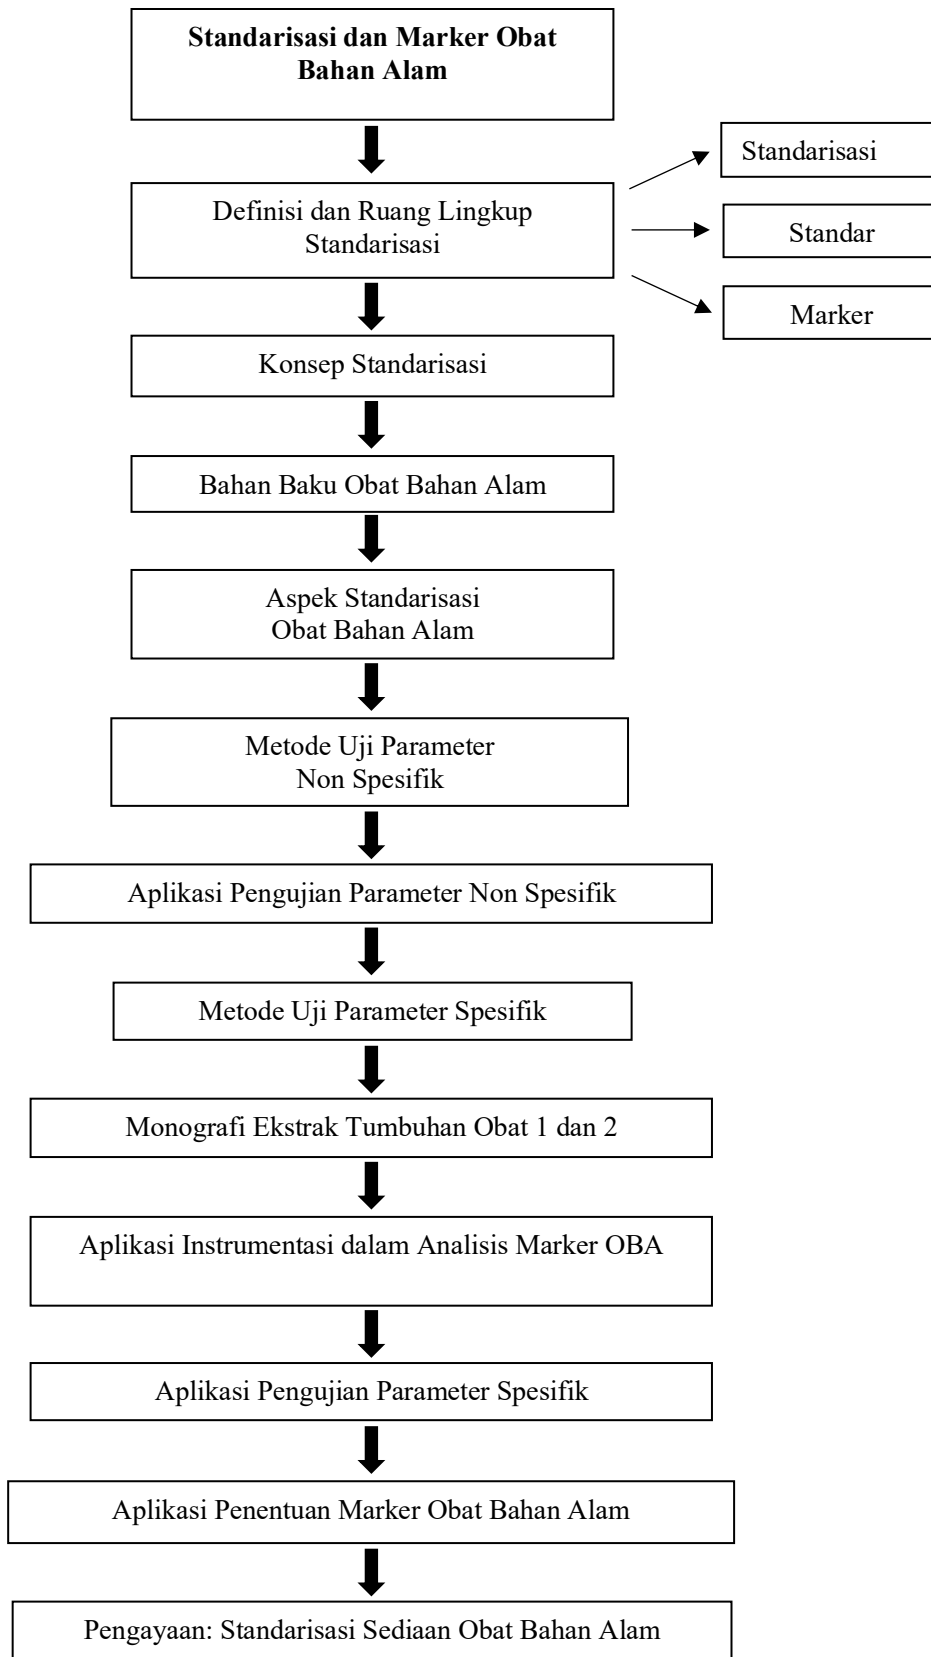 Standarisasi dan Marker Obat
Bahan Alam
Standarisasi
Definisi dan Ruang Lingkup
Standarisasi
Standar
Marker
Konsep Standarisasi
Bahan Baku Obat Bahan Alam
Aspek Standarisasi
Obat Bahan Alam
Metode Uji Parameter
Non Spesifik
Aplikasi Pengujian Parameter Non Spesifik
Metode Uji Parameter Spesifik
Monografi Ekstrak Tumbuhan Obat 1 dan 2
Aplikasi Instrumentasi dalam Analisis Marker OBA
Aplikasi Pengujian Parameter Spesifik
Aplikasi Penentuan Marker Obat Bahan Alam
Pengayaan: Standarisasi Sediaan Obat Bahan Alam